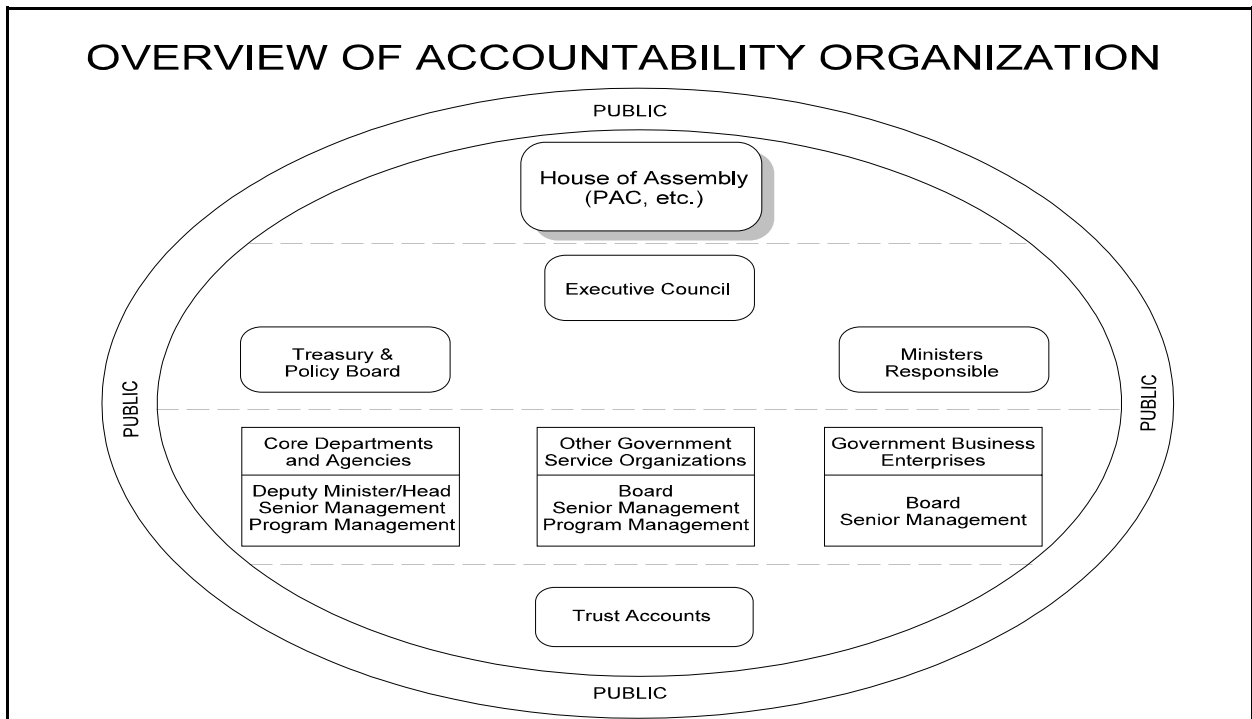 OVERVIEW OF ACCOUNTABILITY ORGANIZATION
PUBLIC
House of Assembly
(PAC, etc.)
Executive Council
Treasury &
Policy Board
Ministers
Responsible
PUBLIC
PUBLIC
Core Departments
and Agencies
Deputy Minister/Head
Senior Management
Program Management
Other Government
Service Organizations
Board
Senior Management
Program Management
Government Business
Enterprises
Board
Senior Management
Trust Accounts
PUBLIC